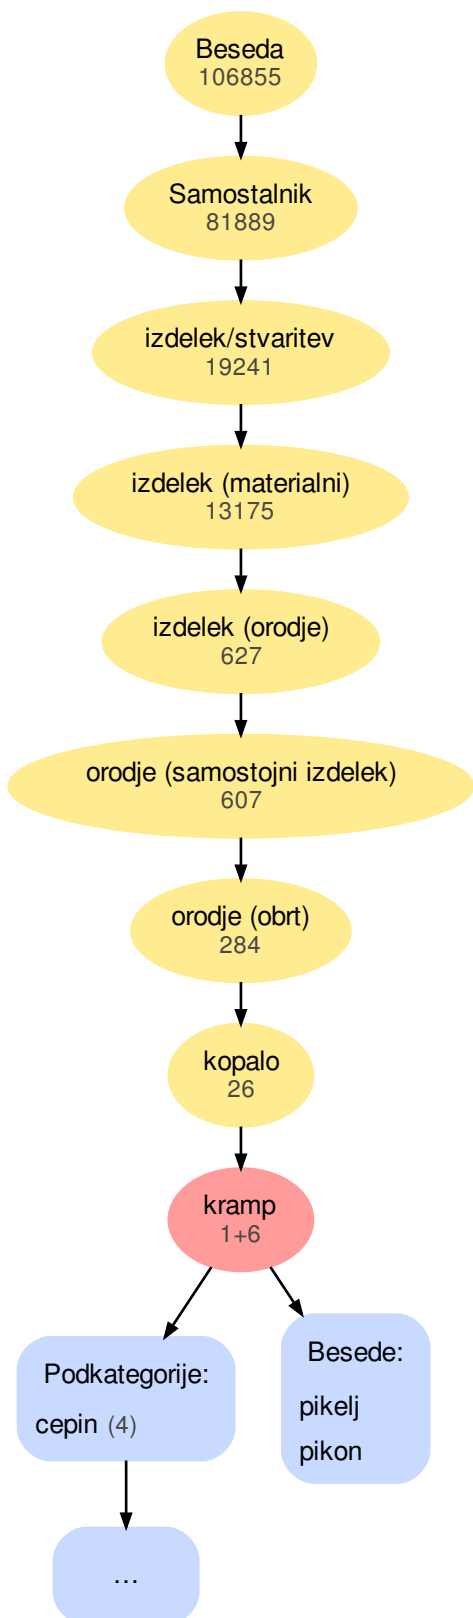 Beseda
106855
Samostalnik
81889
izdelek/stvaritev
19241
izdelek (materialni)
13175
izdelek (orodje)
627
orodje (samostojni izdelek)
607
orodje (obrt)
284
kopalo
26
kramp
1+6
Podkategorije:
cepin (4)
Besede:
pikelj
pikon
...